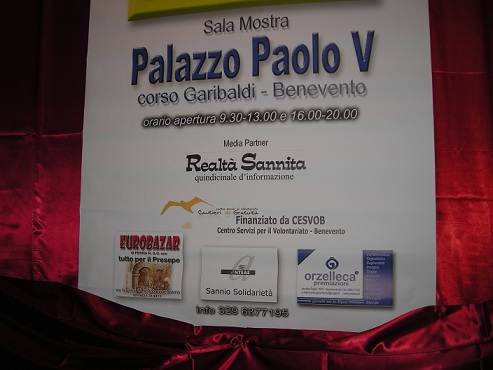 Sala Mostra
Palazzo Paolo V
corso Garibaldi - Benevento
orario apertura 9.30-13.00 e 16.00-20.00
Media Partner
Realtà Sannita
quindicinale d'informazione
Finanziato da CESVOB
Centro Servizi per il Volontariato - Benevento
EUROBAZAR
tutto per il Presepe
Sannio Solidarietà
orzelleca
premiazioni
Info 329 6277195